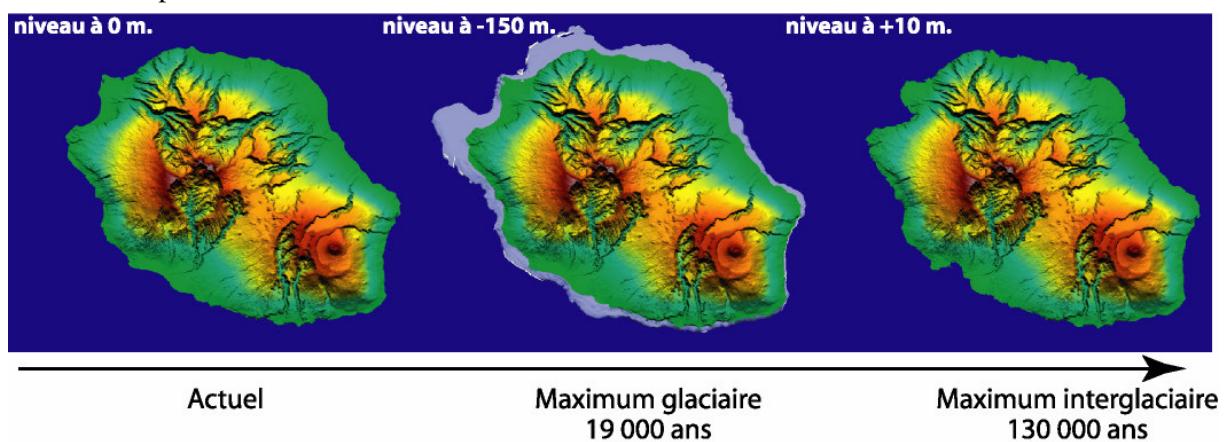 niveau à 0 m.
niveau à -150 m.
niveau à +10 m.
Actuel
Maximum glaciaire
19 000 ans
Maximum interglaciaire
130 000 ans